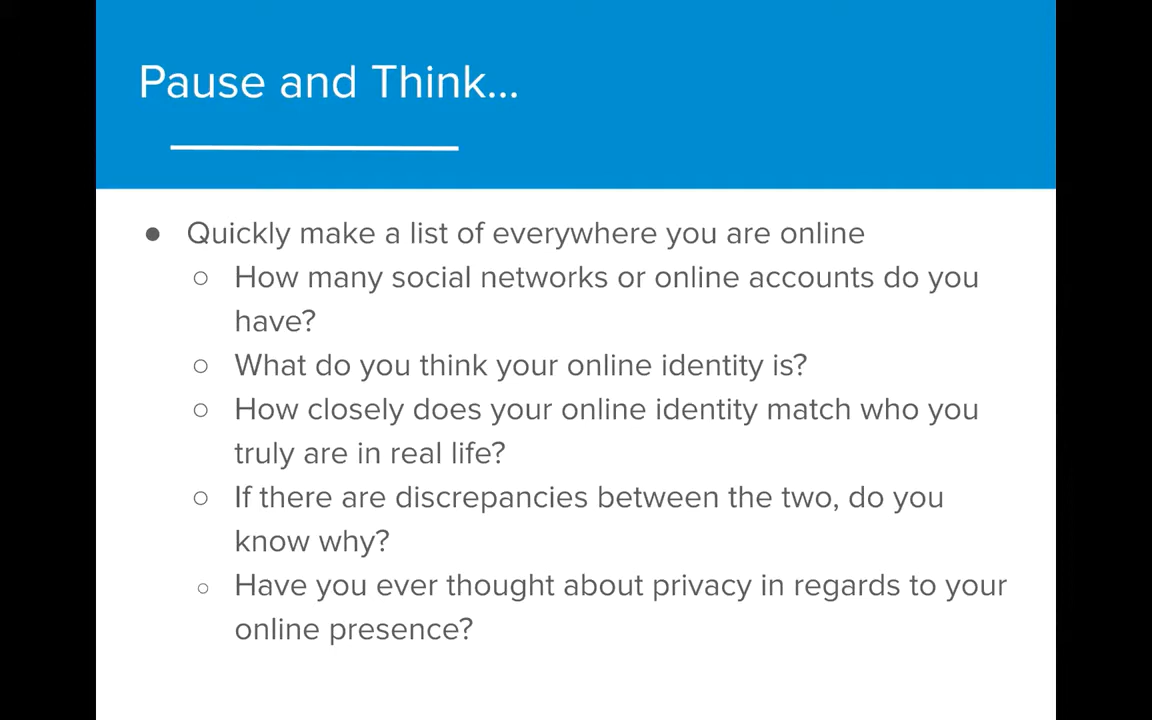 Pause and Think...
● Quickly make a list of everywhere you are online
○ How many social networks or online accounts do you
have?
○ What do you think your online identity is?
○ How closely does your online identity match who you
truly are in real life?
○ If there are discrepancies between the two, do you
know why?
○ Have you ever thought about privacy in regards to your
online presence?